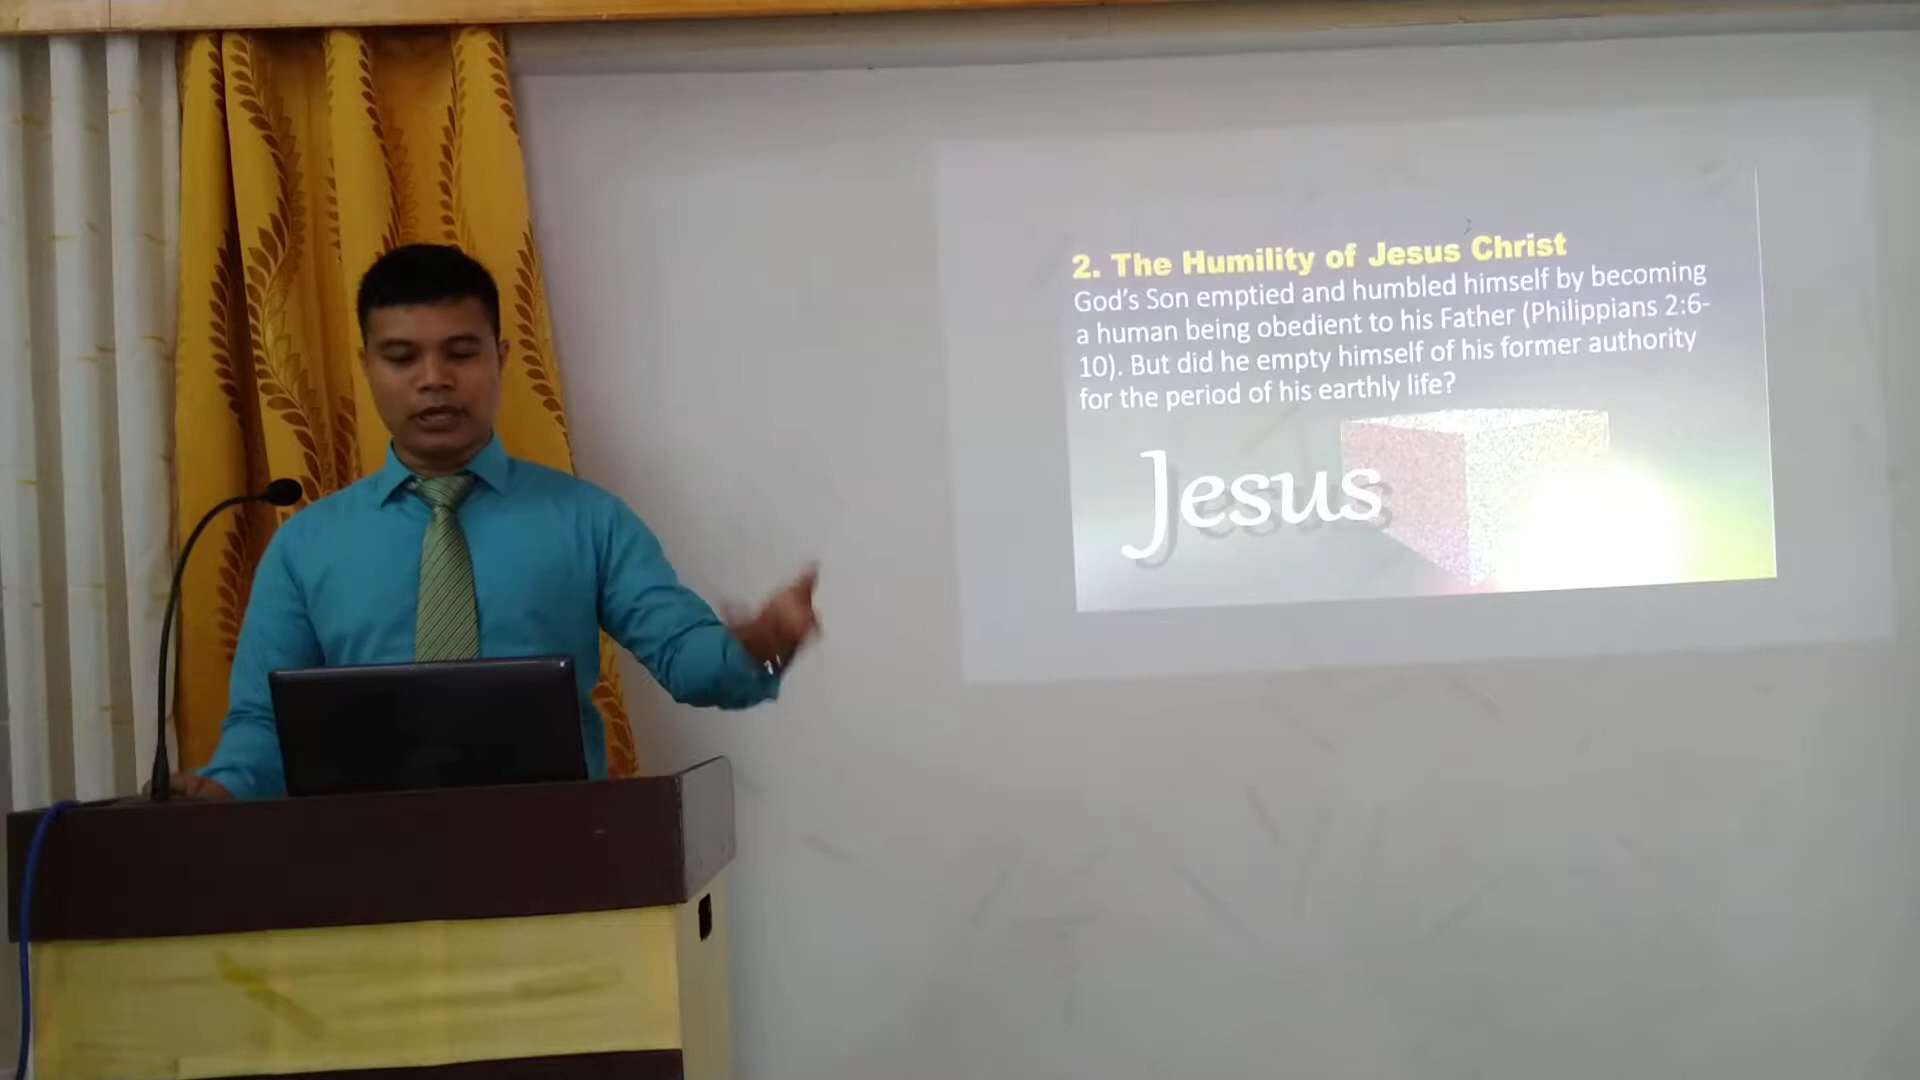 2. The Humility of Jesus Christ
God's Son emptied and humbled himself by becoming
a human being obedient to his Father (Philippians 2:6-
10). But did he empty himself of his former authority
for the period of his earthly life?
Jesus